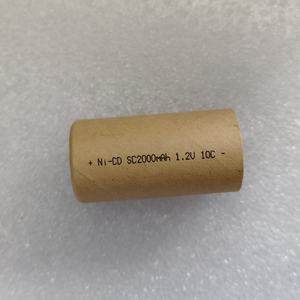 + Ni-CD SC2000mAh 1.2V 10C -